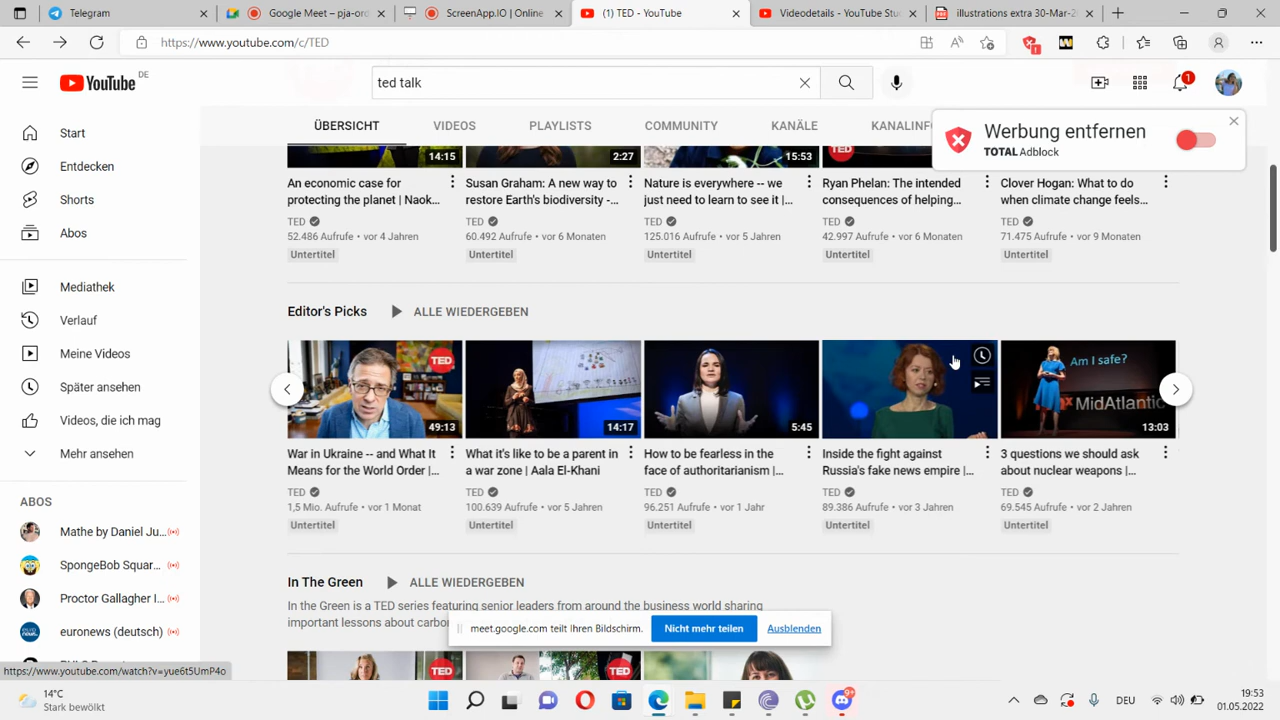 Telegram
Google Meet – pja-or
ScreenApp.IO | Online
(1) TED - YouTube
Videodetails - YouTube Stu
illustrations extra 30-Mar-2
https://www.youtube.com/c/TED
YouTube DE
ted talk
1
ÜBERSICHT
VIDEOS
PLAYLISTS
COMMUNITY
KANÄLE
KANALINFO
Werbung entfernen
TOTAL Adblock
Start
Entdecken
Shorts
Abos
Mediathek
Verlauf
Meine Videos
Später ansehen
Videos, die ich mag
Mehr ansehen
ABOS
Mathe by Daniel Ju...
SpongeBob Squar...
Proctor Gallagher I...
euronews (deutsch)
14:15
2:27
15:53
TED
An economic case for
protecting the planet | Naok...
TED
52.486 Aufrufe • vor 4 Jahren
Untertitel
Susan Graham: A new way to
restore Earth's biodiversity -...
TED
60.492 Aufrufe • vor 6 Monaten
Untertitel
Nature is everywhere -- we
just need to learn to see it |...
TED
125.016 Aufrufe • vor 5 Jahren
Untertitel
Ryan Phelan: The intended
consequences of helping...
TED
42.997 Aufrufe • vor 6 Monaten
Untertitel
Clover Hogan: What to do
when climate change feels...
TED
71.475 Aufrufe • vor 9 Monaten
Untertitel
Editor's Picks
ALLE WIEDERGEBEN
TED
49:13
War in Ukraine -- and What It
Means for the World Order |...
TED
1,5 Mio. Aufrufe • vor 1 Monat
Untertitel
14:17
What it's like to be a parent in
a war zone | Aala El-Khani
TED
100.639 Aufrufe • vor 5 Jahren
Untertitel
5:45
How to be fearless in the
face of authoritarianism |...
TED
96.251 Aufrufe • vor 1 Jahr
Untertitel
Inside the fight against
Russia's fake news empire |...
TED
89.386 Aufrufe • vor 3 Jahren
Untertitel
Am I safe?
MidAtlantic
13:03
3 questions we should ask
about nuclear weapons |...
TED
69.545 Aufrufe • vor 2 Jahren
Untertitel
In The Green
ALLE WIEDERGEBEN
In the Green is a TED series featuring senior leaders from around the business world sharing
important lessons about carbo
meet.google.com teilt Ihren Bildschirm.
Nicht mehr teilen
Ausblenden
TED
TED
https://www.youtube.com/watch?v=yue6t5UmP4o
14°C
Stark bewölkt
9+
DEU
19:53
01.05.2022